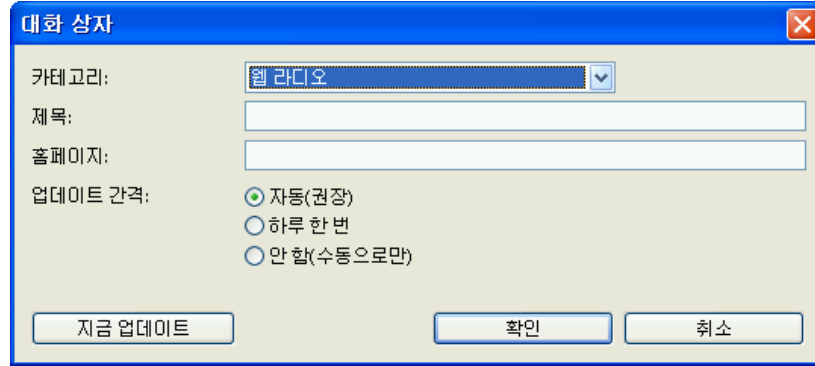 대화 상자
카테고리: 웹 라디오
제목:
홈페이지:
업데이트 간격: 자동(권장)
하루 한 번
안 함(수동으로만)
지금 업데이트 확인 취소